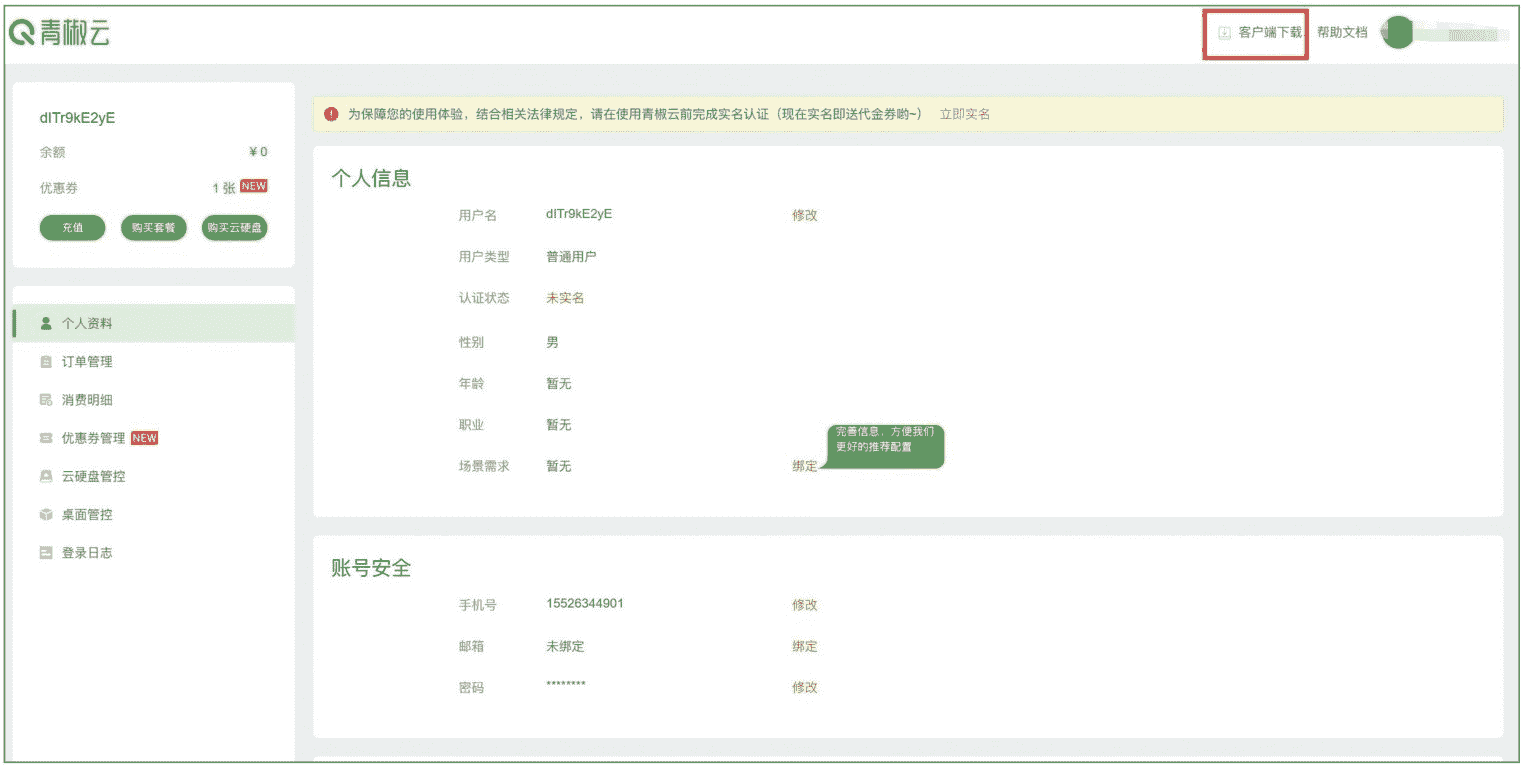 青椒云
客户端下载
帮助文档
dITr9kE2yE
余额 ¥0
优惠券 1 张 NEW
充值 购买套餐 购买云硬盘
个人资料
订单管理
消费明细
优惠券管理 NEW
云硬盘管控
桌面管控
登录日志
为保障您的使用体验，结合相关法律规定，请在使用青椒云前完成实名认证（现在实名即送代金券哟~） 立即实名
个人信息
用户名 dITr9kE2yE 修改
用户类型 普通用户
认证状态 未实名
性别 男
年龄 暂无
职业 暂无
场景需求 暂无 绑定
完善信息，方便我们
更好的推荐配置
账号安全
手机号 15526344901 修改
邮箱 未绑定 绑定
密码 ******** 修改